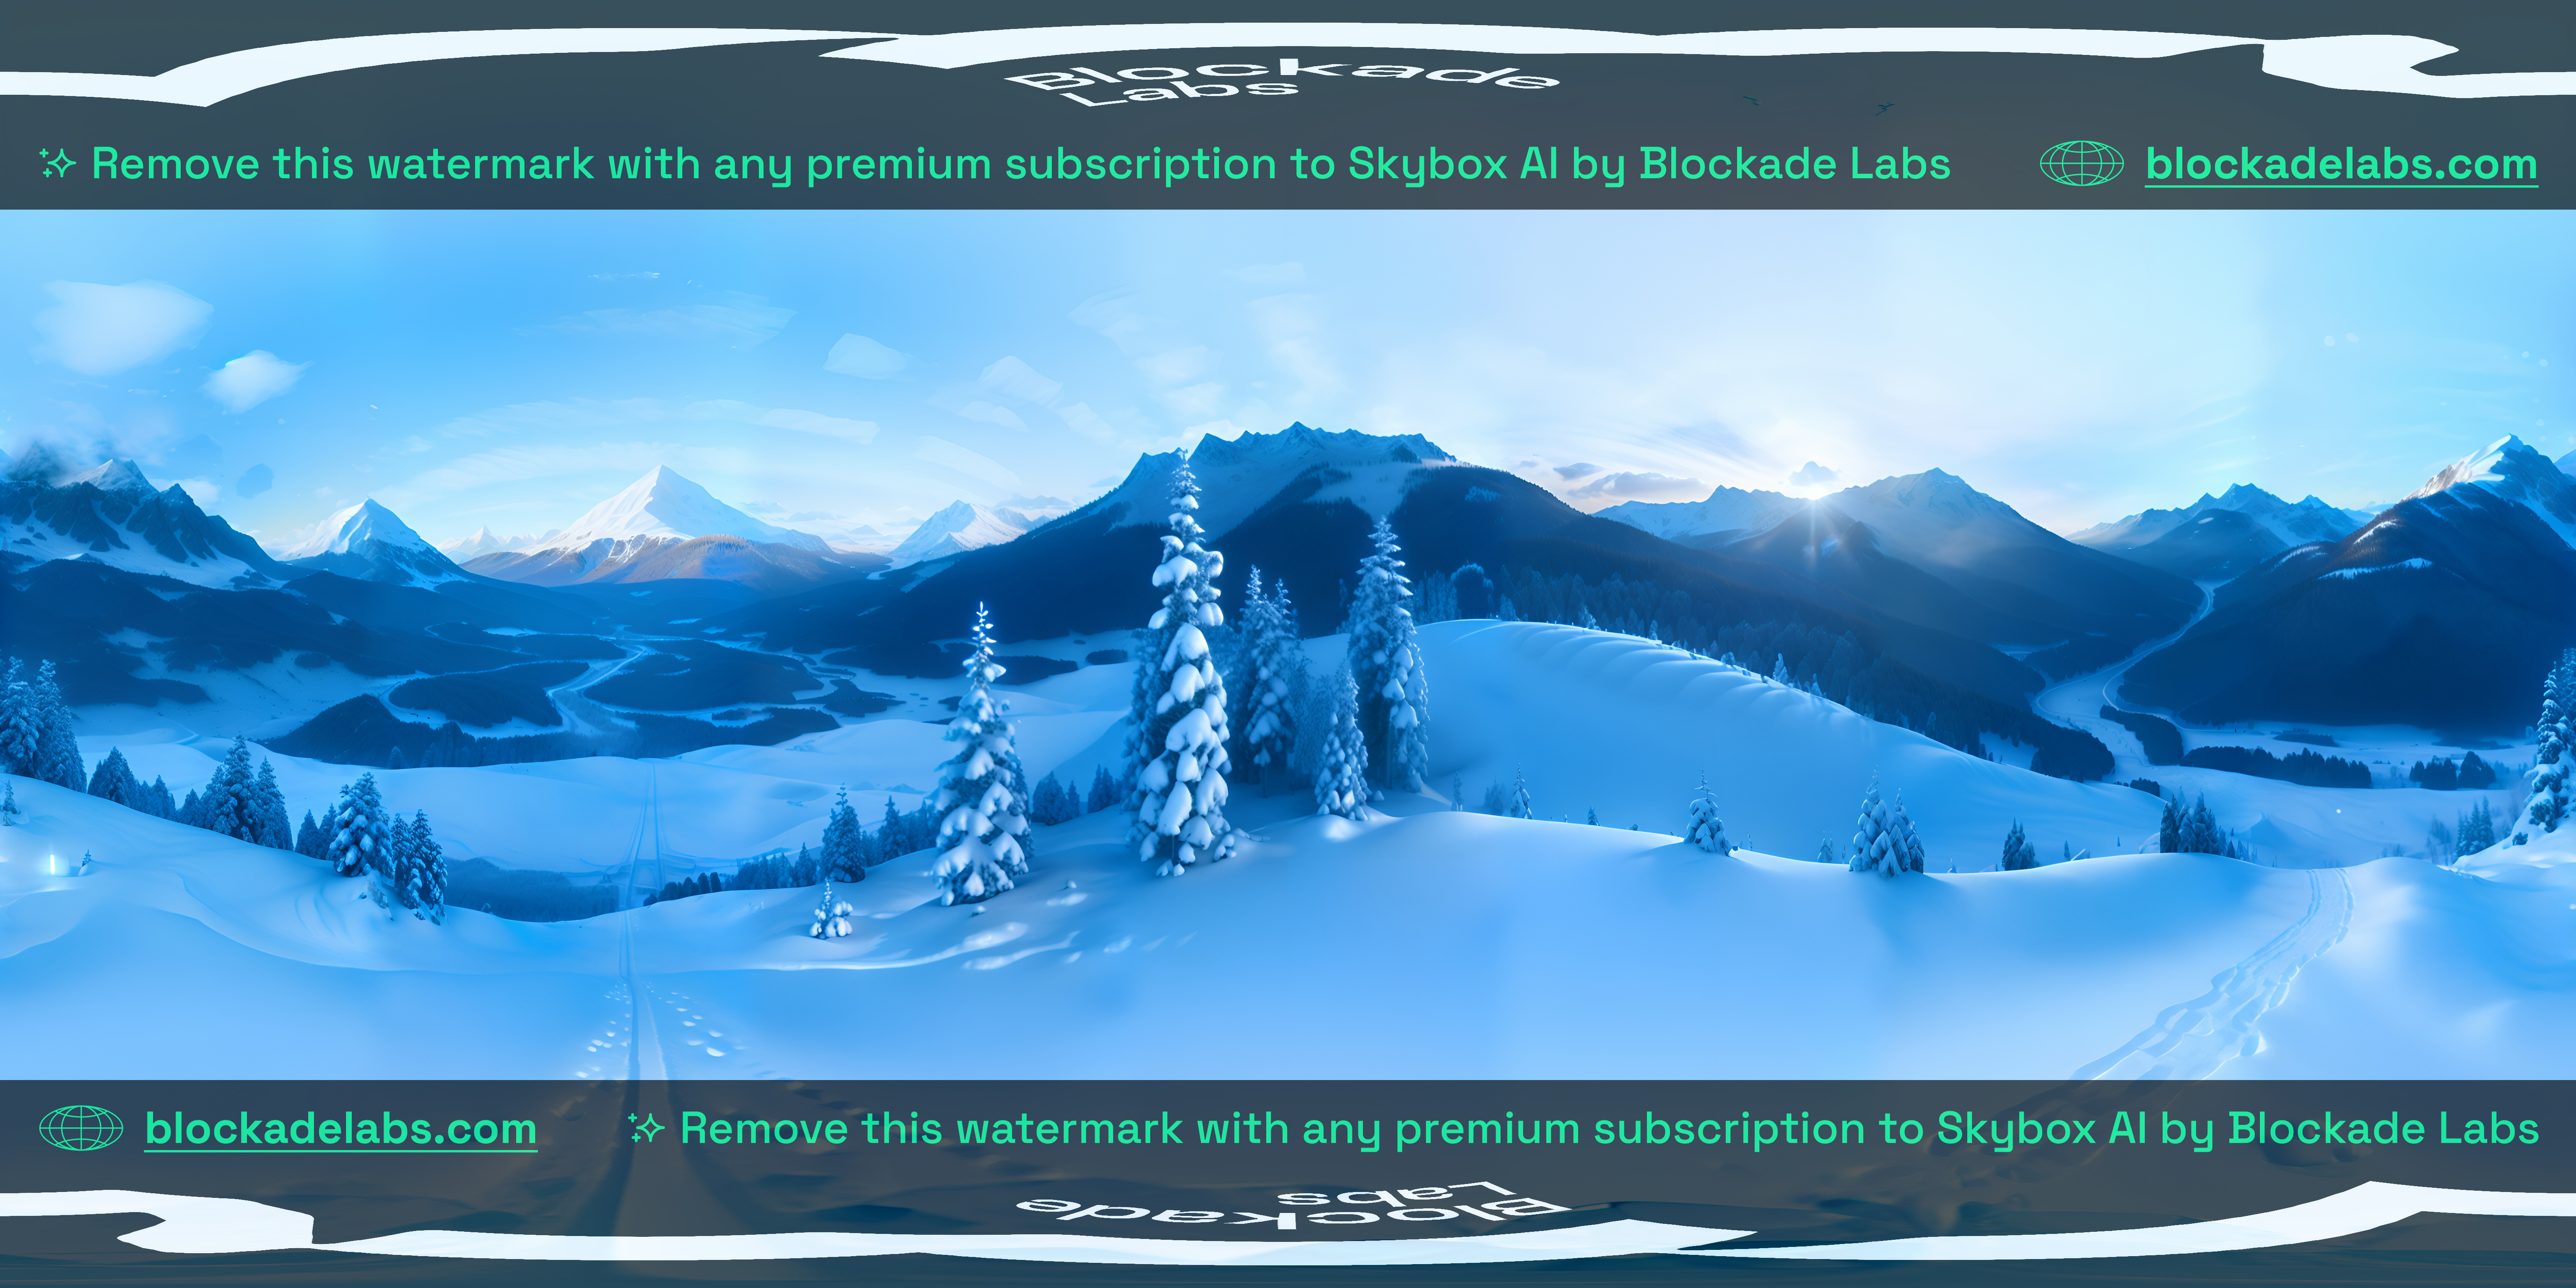 Blockade
Labs
Remove this watermark with any premium subscription to Skybox AI by Blockade Labs
blockadelabs.com
blockadelabs.com
Remove this watermark with any premium subscription to Skybox AI by Blockade Labs
Labs
Blockade